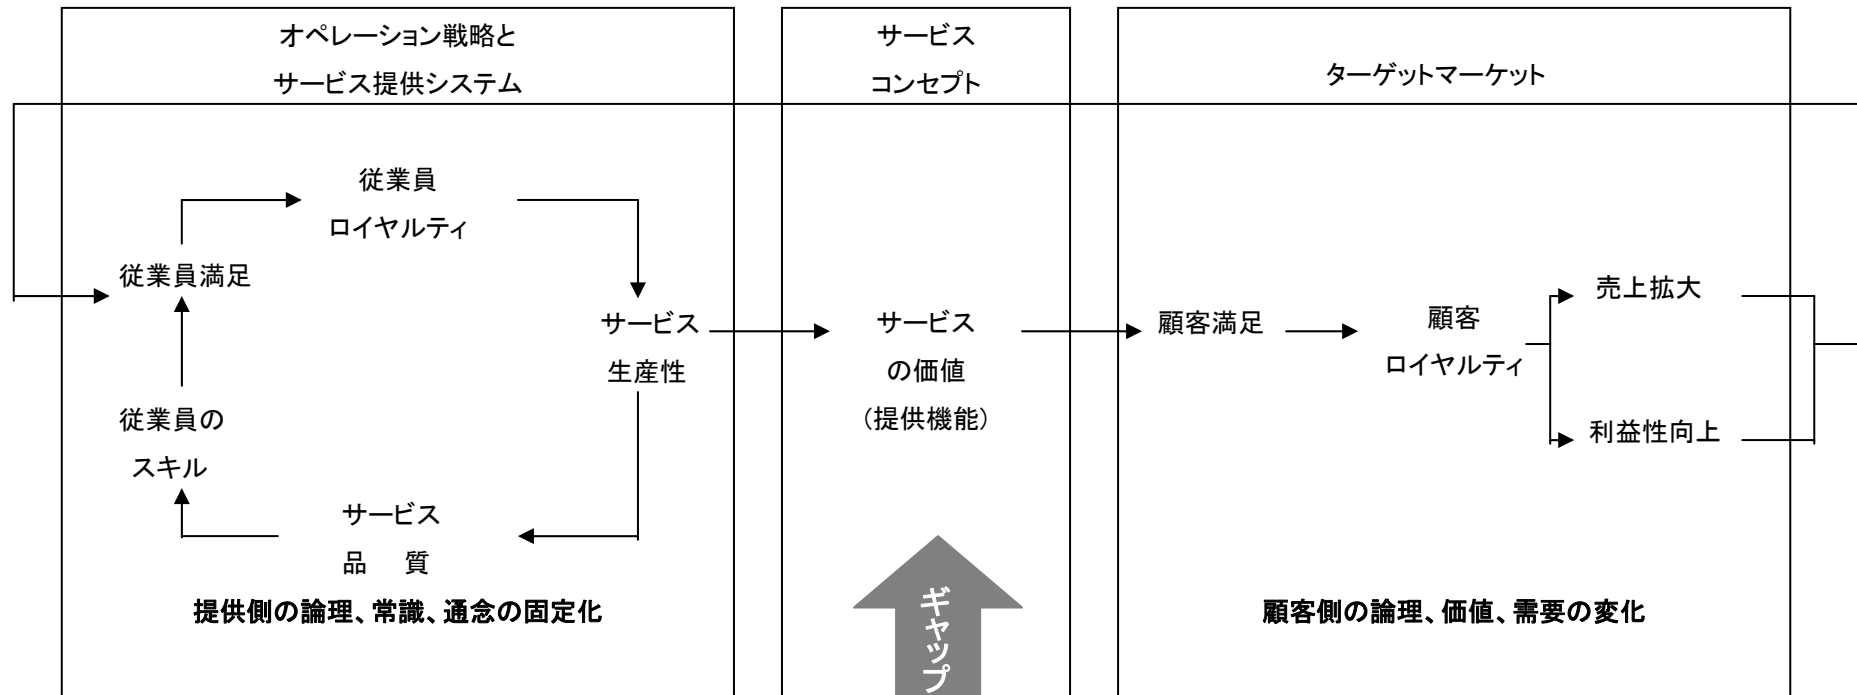 オペレーション戦略と
サービス提供システム
サービス
コンセプト
ターゲットマーケット
従業員
ロイヤルティ
従業員満足
サービス
生産性
従業員の
スキル
サービス
品 質
提供側の論理、常識、通念の固定化
サービス
の価値
(提供機能)
ギャップ
顧客満足
顧客
ロイヤルティ
売上拡大
利益性向上
顧客側の論理、価値、需要の変化